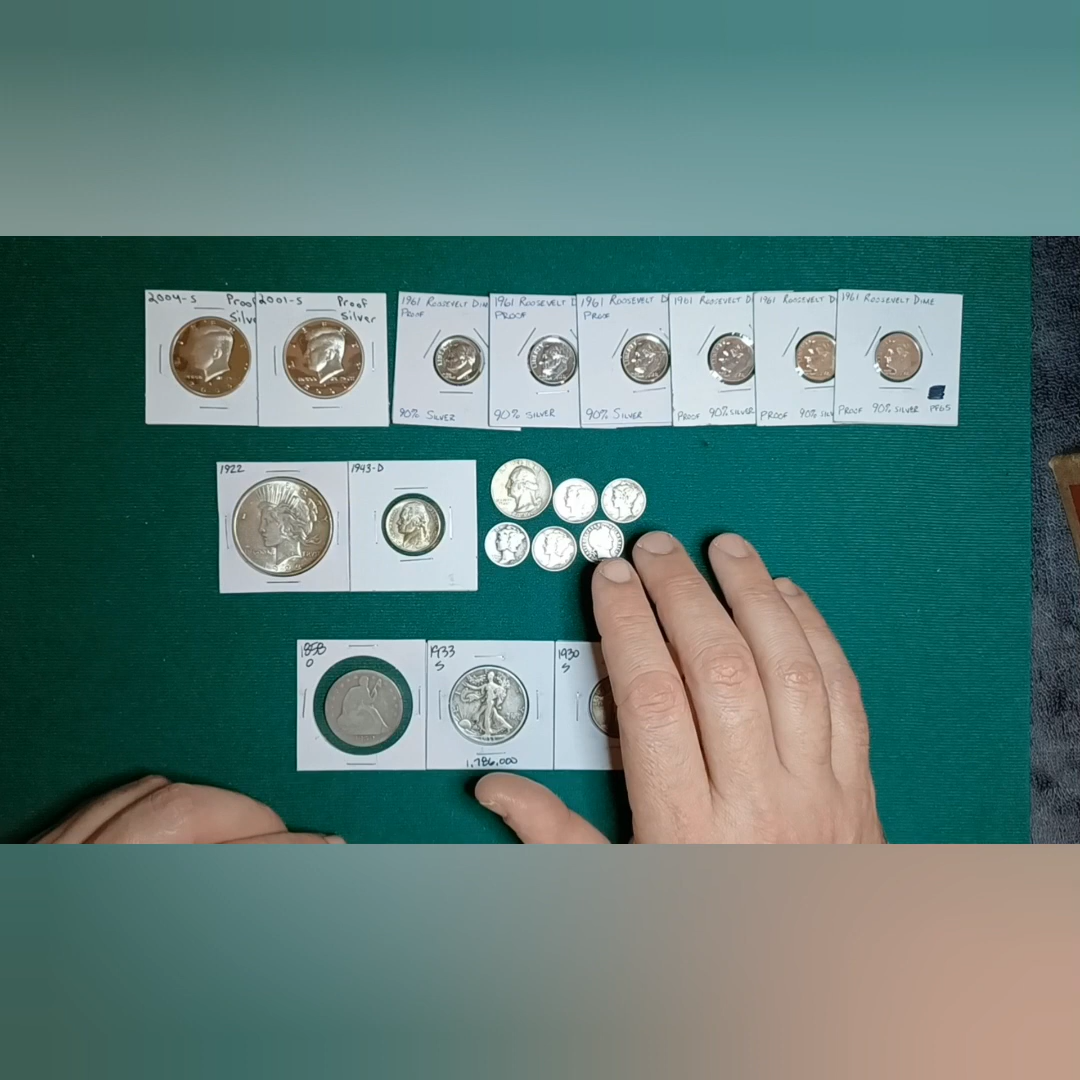 2004-S Proof
Silve
2001-S Proof
Silver
1961 ROOSEVELT DIM
PROOF
90% SILVER
1961 ROOSEVELT D
PROOF
90% SILVER
1961 ROOSEVELT D
PROOF
90% SILVER
1961 ROOSEVELT D
PROOF 90% SILVER
1961 ROOSEVELT D
PROOF 90% SILV
1961 ROOSEVELT DIME
PROOF 90% SILVER 1965
1922
1943-D
1858
O
1933
S
1,786,000
1930
S